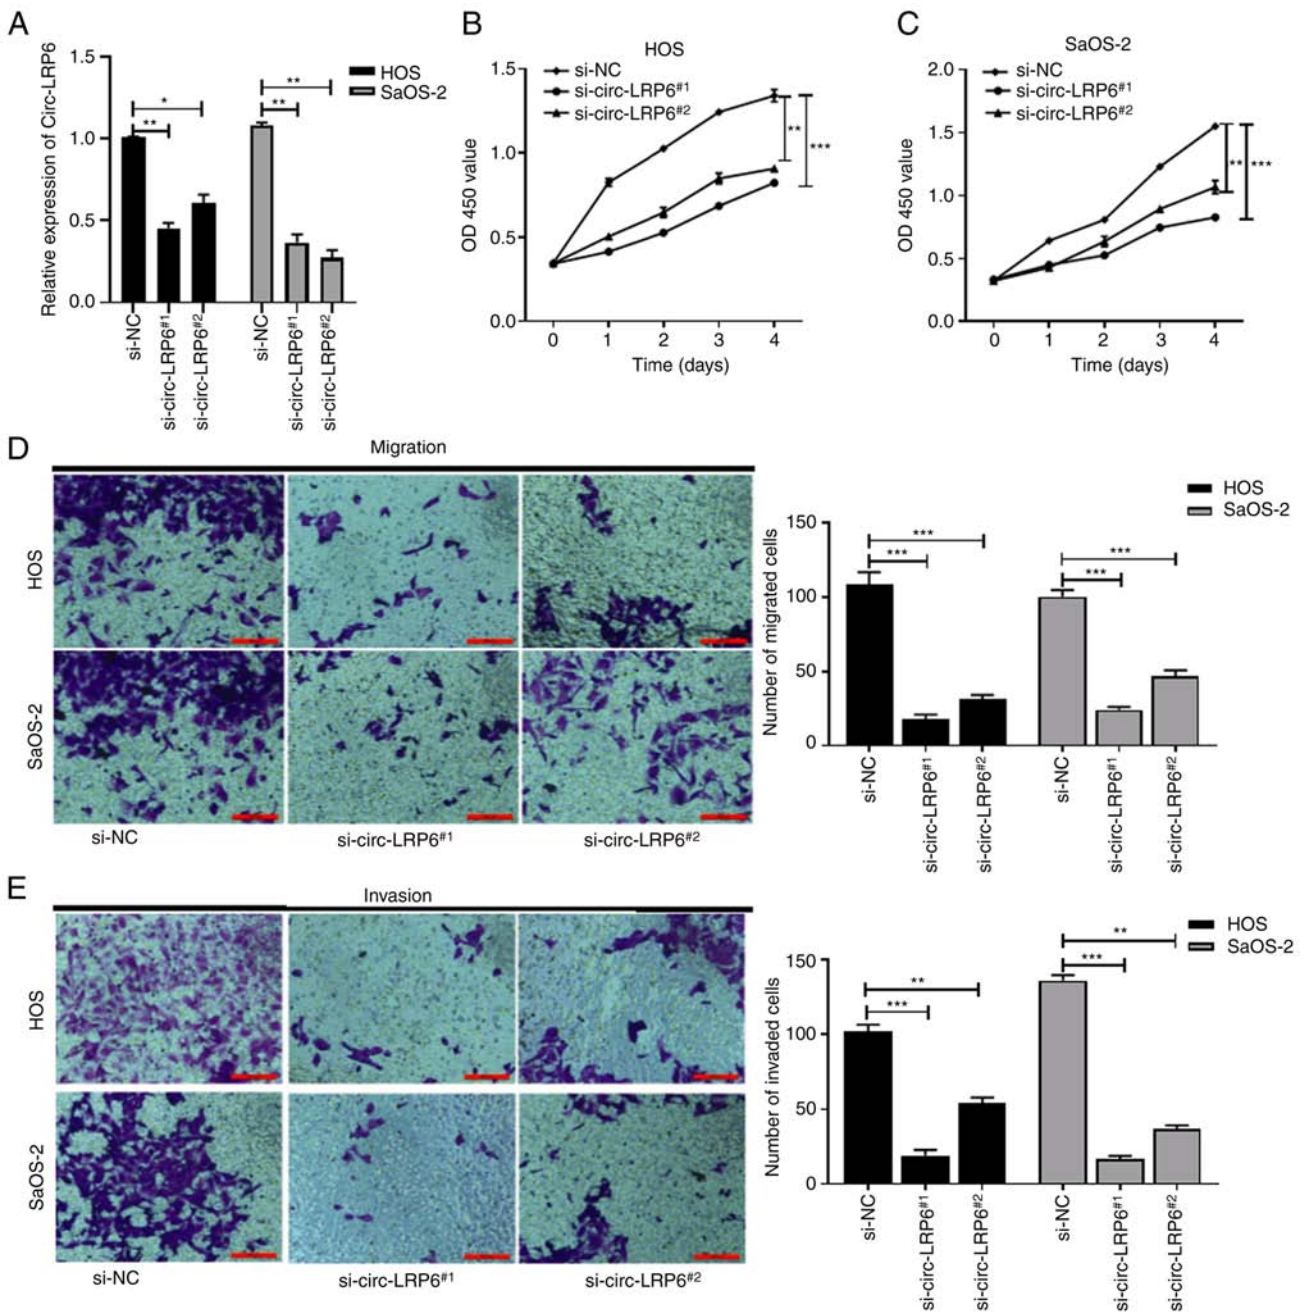 A
Relative expression of Circ-LRP6
1.5
1.0
0.5
0.0
**
*
**
**
HOS
SaOS-2
si-NC
si-circ-LRP6#1
si-circ-LRP6#2
si-NC
si-circ-LRP6#1
si-circ-LRP6#2
B
HOS
si-NC
si-circ-LRP6#1
si-circ-LRP6#2
OD 450 value
1.5
1.0
0.5
0.0
**
***
0 1 2 3 4
Time (days)
C
SaOS-2
si-NC
si-circ-LRP6#1
si-circ-LRP6#2
OD 450 value
2.0
1.5
1.0
0.5
0.0
**
***
0 1 2 3 4
Time (days)
D
Migration
HOS
SaOS-2
si-NC
si-circ-LRP6#1
si-circ-LRP6#2
HOS
SaOS-2
Number of migrated cells
150
100
50
0
***
***
***
***
si-NC
si-circ-LRP6#1
si-circ-LRP6#2
si-NC
si-circ-LRP6#1
si-circ-LRP6#2
E
Invasion
HOS
SaOS-2
si-NC
si-circ-LRP6#1
si-circ-LRP6#2
HOS
SaOS-2
Number of invaded cells
150
100
50
0
**
***
**
***
si-NC
si-circ-LRP6#1
si-circ-LRP6#2
si-NC
si-circ-LRP6#1
si-circ-LRP6#2